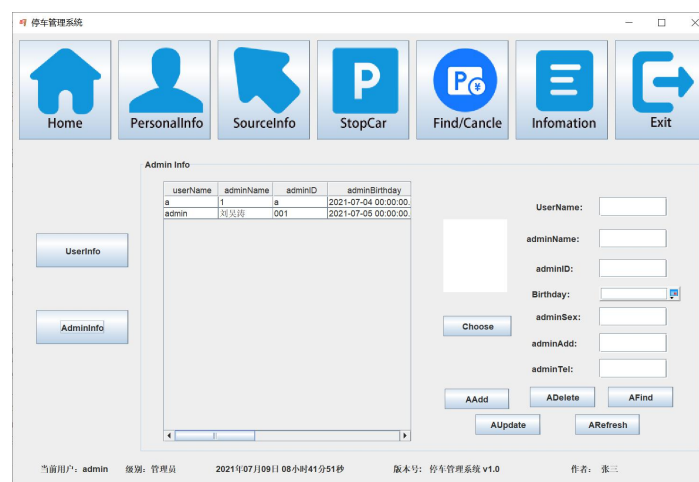 停车管理系统
Home PersonalInfo SourceInfo StopCar Find/Cancle Infomation Exit
Admin Info
userName adminName adminID adminBirthday
a 1 a 2021-07-04 00:00:00.
admin 刘吴涛 001 2021-07-05 00:00:00.
UserName:
adminName:
UserInfo
adminID:
Birthday:
adminSex:
Choose
AdminInfo
adminAdd:
adminTel:
AAdd ADelete AFind
AUpdate ARefresh
当前用户: admin 级别: 管理员 2021年07月09日 08小时41分51秒 版本号: 停车管理系统 v1.0 作者: 张三